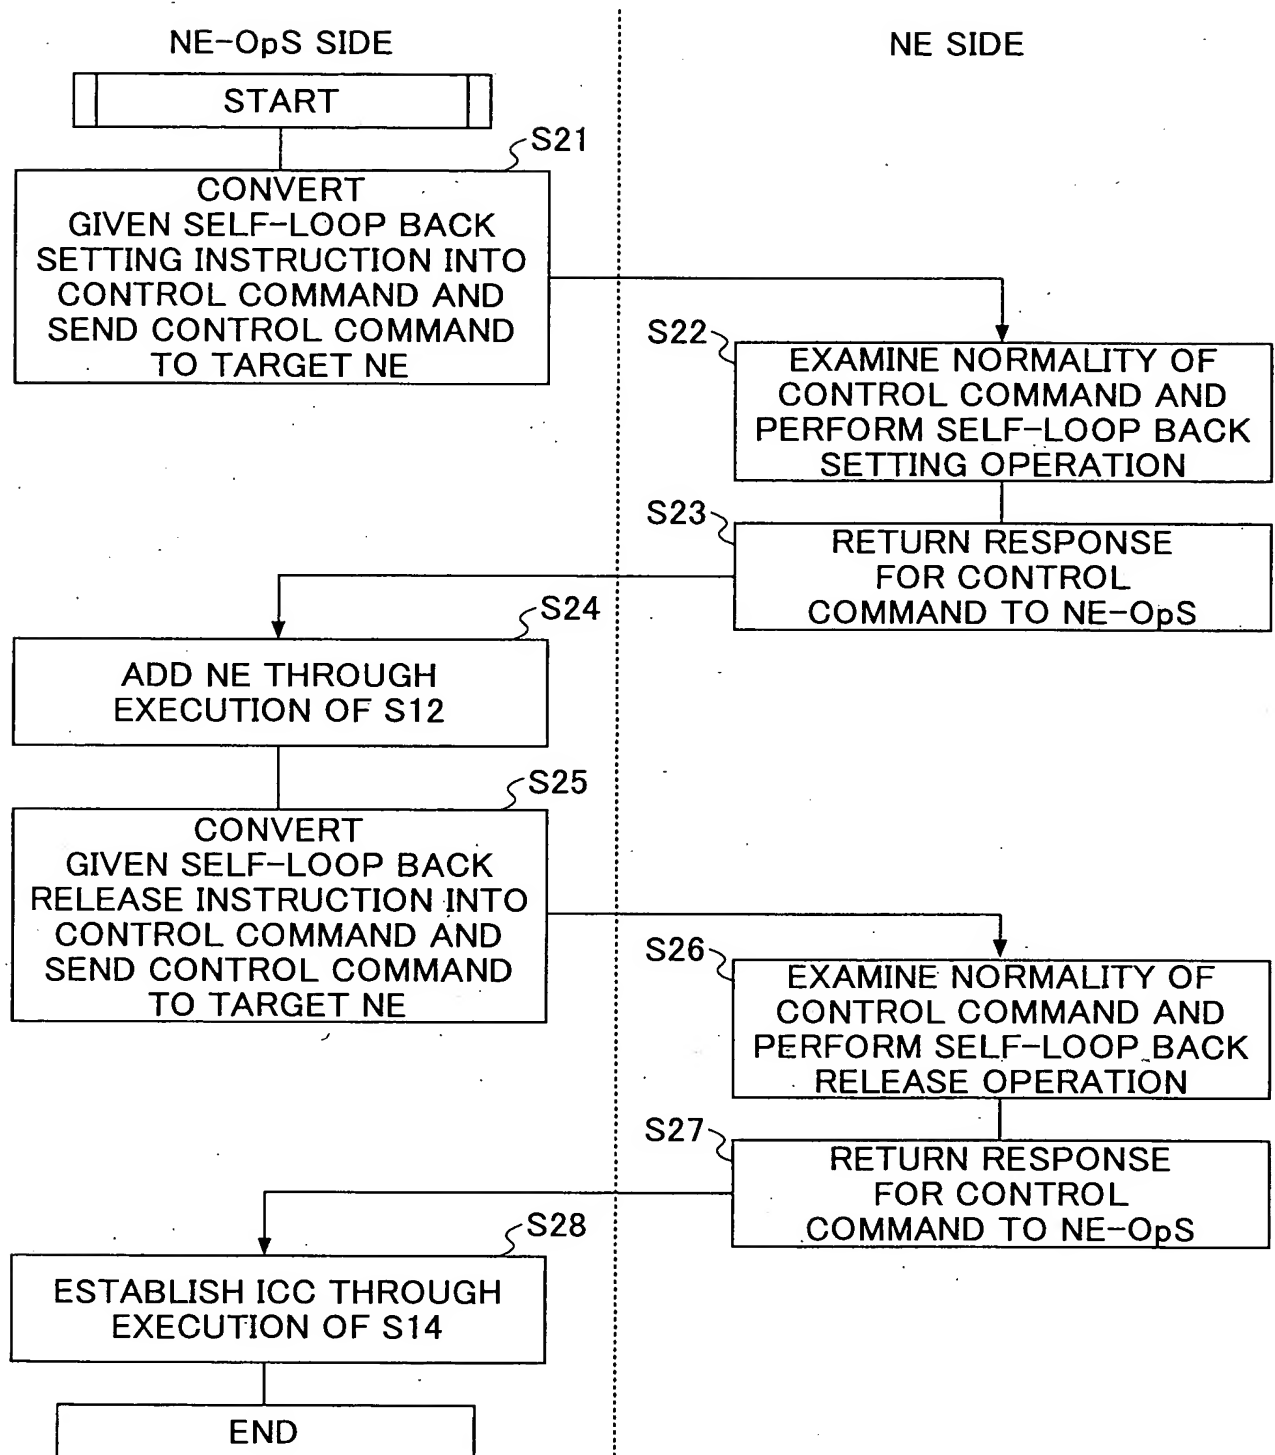 NE-OpS SIDE
NE SIDE
START
S21
CONVERT
GIVEN SELF-LOOP BACK
SETTING INSTRUCTION INTO
CONTROL COMMAND AND
SEND CONTROL COMMAND
TO TARGET NE
S22
EXAMINE NORMALITY OF
CONTROL COMMAND AND
PERFORM SELF-LOOP BACK
SETTING OPERATION
S23
RETURN RESPONSE
FOR CONTROL
COMMAND TO NE-OpS
S24
ADD NE THROUGH
EXECUTION OF S12
S25
CONVERT
GIVEN SELF-LOOP BACK
RELEASE INSTRUCTION INTO
CONTROL COMMAND AND
SEND CONTROL COMMAND
TO TARGET NE
S26
EXAMINE NORMALITY OF
CONTROL COMMAND AND
PERFORM SELF-LOOP BACK
RELEASE OPERATION
S27
RETURN RESPONSE
FOR CONTROL
COMMAND TO NE-OpS
S28
ESTABLISH ICC THROUGH
EXECUTION OF S14
END